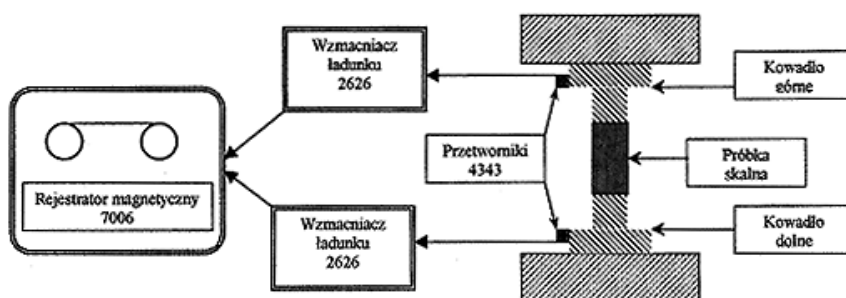 Wzmacniacz
ładunku
2626
Kowadło
górne
Przetworniki
4343
Próbka
skalna
Rejestrator magnetyczny
7006
Wzmacniacz
ładunku
2626
Kowadło
dolne